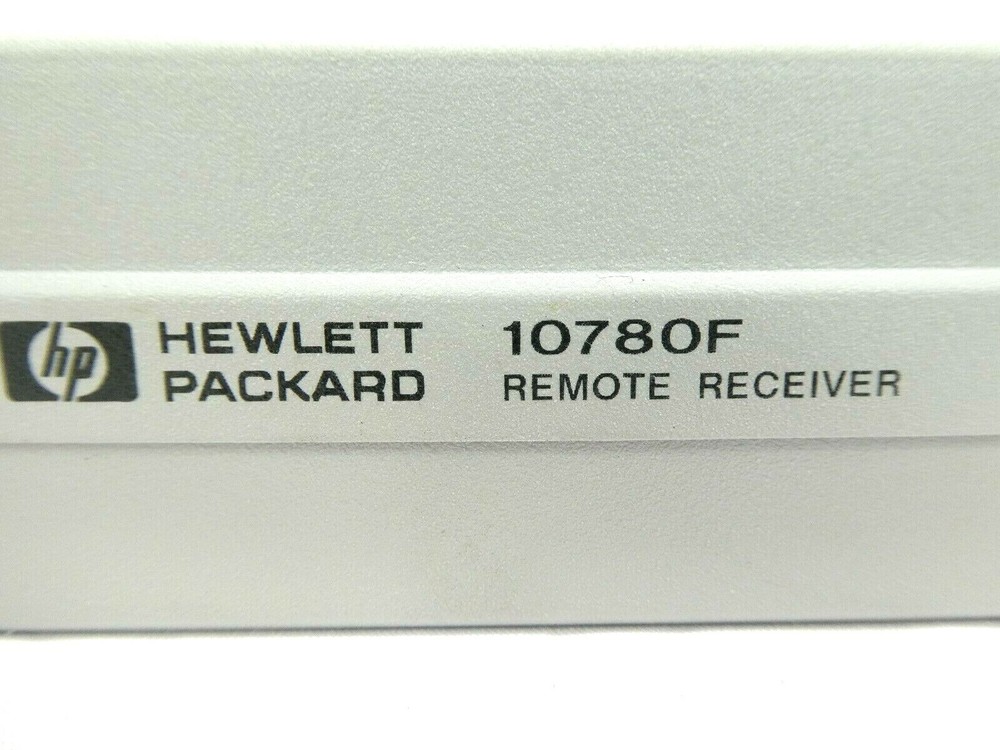 hp HEWLETT PACKARD
10780F
REMOTE RECEIVER